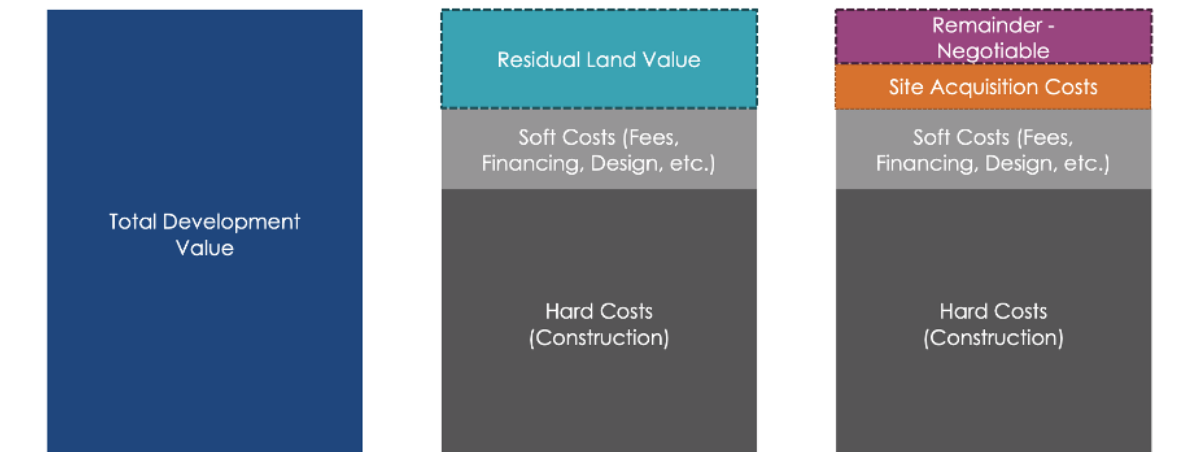 Total Development
Value
Residual Land Value
Soft Costs (Fees,
Financing, Design, etc.)
Hard Costs
(Construction)
Remainder -
Negotiable
Site Acquisition Costs
Soft Costs (Fees,
Financing, Design, etc.)
Hard Costs
(Construction)